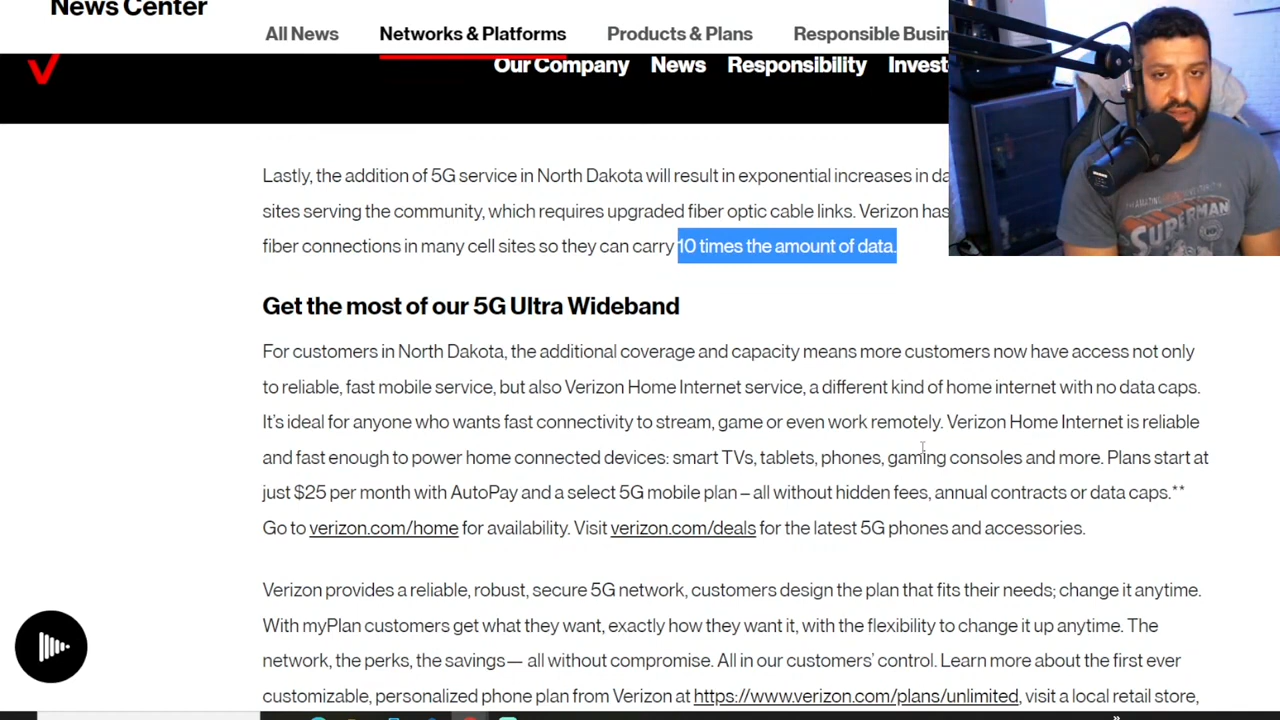 News Center
All News Networks & Platforms Products & Plans Responsible
Our Company News Responsibility
Lastly, the addition of 5G service in North Dakota will result in exponential increases in
sites serving the community, which requires upgraded fiber optic cable links. Verizon has
fiber connections in many cell sites so they can carry 10 times the amount of data.
Get the most of our 5G Ultra Wideband
For customers in North Dakota, the additional coverage and capacity means more customers now have access not only
to reliable, fast mobile service, but also Verizon Home Internet service, a different kind of home internet with no data caps.
It's ideal for anyone who wants fast connectivity to stream, game or even work remotely. Verizon Home Internet is reliable
and fast enough to power home connected devices: smart TVs, tablets, phones, gaming consoles and more. Plans start at
just $25 per month with AutoPay and a select 5G mobile plan – all without hidden fees, annual contracts or data caps.**
Go to verizon.com/home for availability. Visit verizon.com/deals for the latest 5G phones and accessories.
Verizon provides a reliable, robust, secure 5G network, customers design the plan that fits their needs; change it anytime.
With myPlan customers get what they want, exactly how they want it, with the flexibility to change it up anytime. The
network, the perks, the savings— all without compromise. All in our customers' control. Learn more about the first ever
customizable, personalized phone plan from Verizon at https://www.verizon.com/plans/unlimited, visit a local retail store,
SUPERMAN